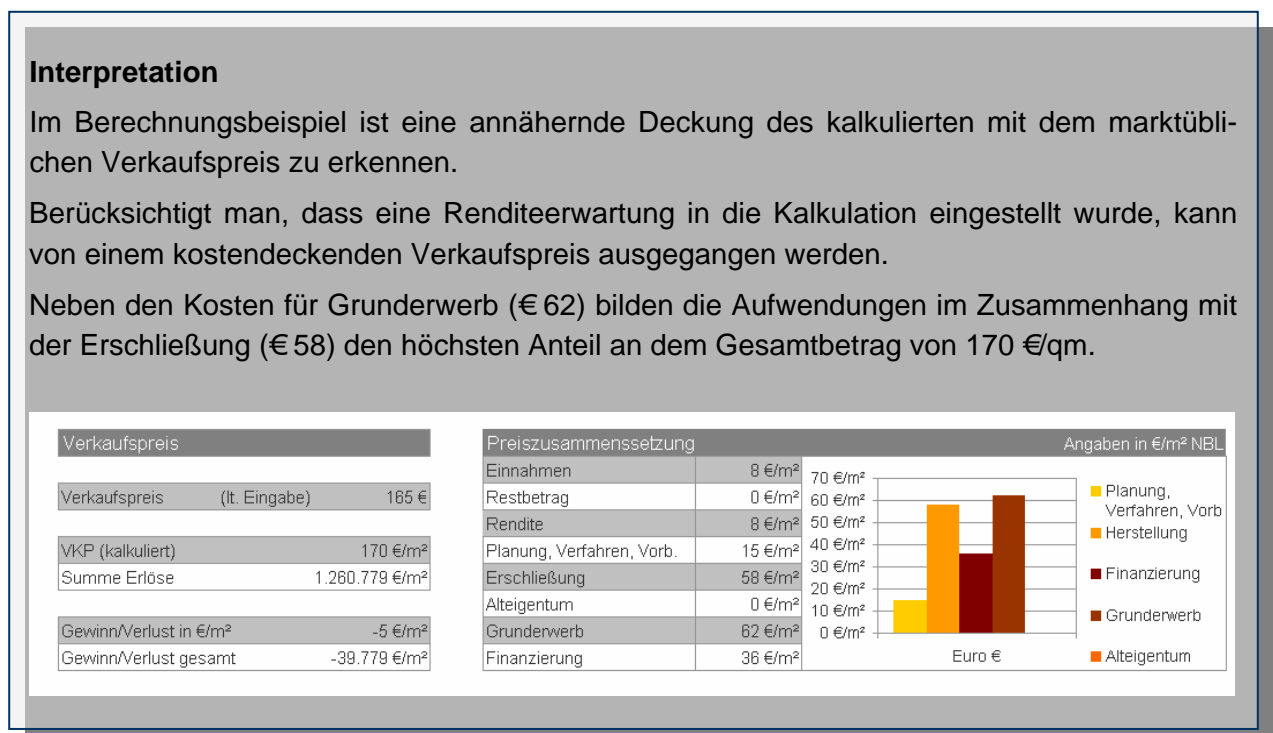 Interpretation
Im Berechnungsbeispiel ist eine annähernde Deckung des kalkulierten mit dem marktübli-
chen Verkaufspreis zu erkennen.
Berücksichtigt man, dass eine Renditeerwartung in die Kalkulation eingestellt wurde, kann
von einem kostendeckenden Verkaufspreis ausgegangen werden.
Neben den Kosten für Grunderwerb (€ 62) bilden die Aufwendungen im Zusammenhang mit
der Erschließung (€ 58) den höchsten Anteil an dem Gesamtbetrag von 170 €/qm.
Verkaufspreis
Verkaufspreis (lt. Eingabe) 165 €
VKP (kalkuliert) 170 €/m²
Summe Erlöse 1.260.779 €/m²
Gewinn/Verlust in €/m² -5 €/m²
Gewinn/Verlust gesamt -39.779 €/m²
Preiszusammenssetzung Angaben in €/m² NBL
Einnahmen 8 €/m²
Restbetrag 0 €/m²
Rendite 8 €/m²
Planung, Verfahren, Vorb. 15 €/m²
Erschließung 58 €/m²
Alteigentum 0 €/m²
Grunderwerb 62 €/m²
Finanzierung 36 €/m²
70 €/m²
60 €/m²
50 €/m²
40 €/m²
30 €/m²
20 €/m²
10 €/m²
0 €/m²
Euro €
Planung,
Verfahren, Vorb
Herstellung
Finanzierung
Grunderwerb
Alteigentum